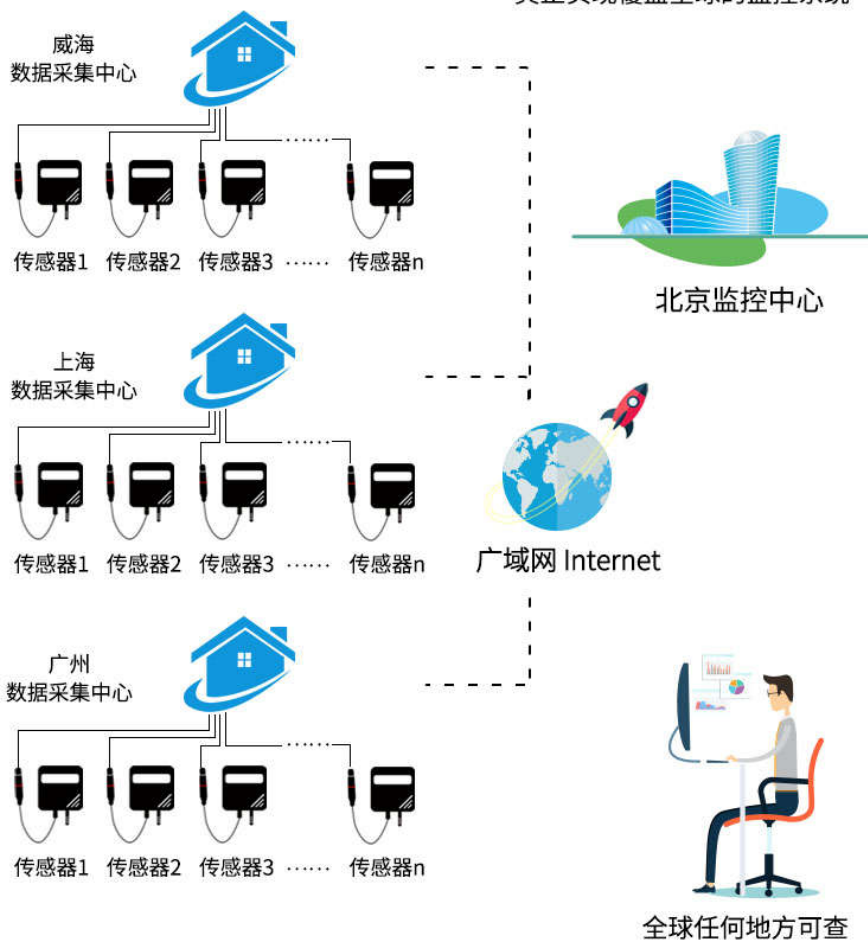 威海
数据采集中心
传感器1 传感器2 传感器3 …… 传感器n
北京监控中心
上海
数据采集中心
传感器1 传感器2 传感器3 …… 传感器n
广域网 Internet
广州
数据采集中心
传感器1 传感器2 传感器3 …… 传感器n
全球任何地方可查